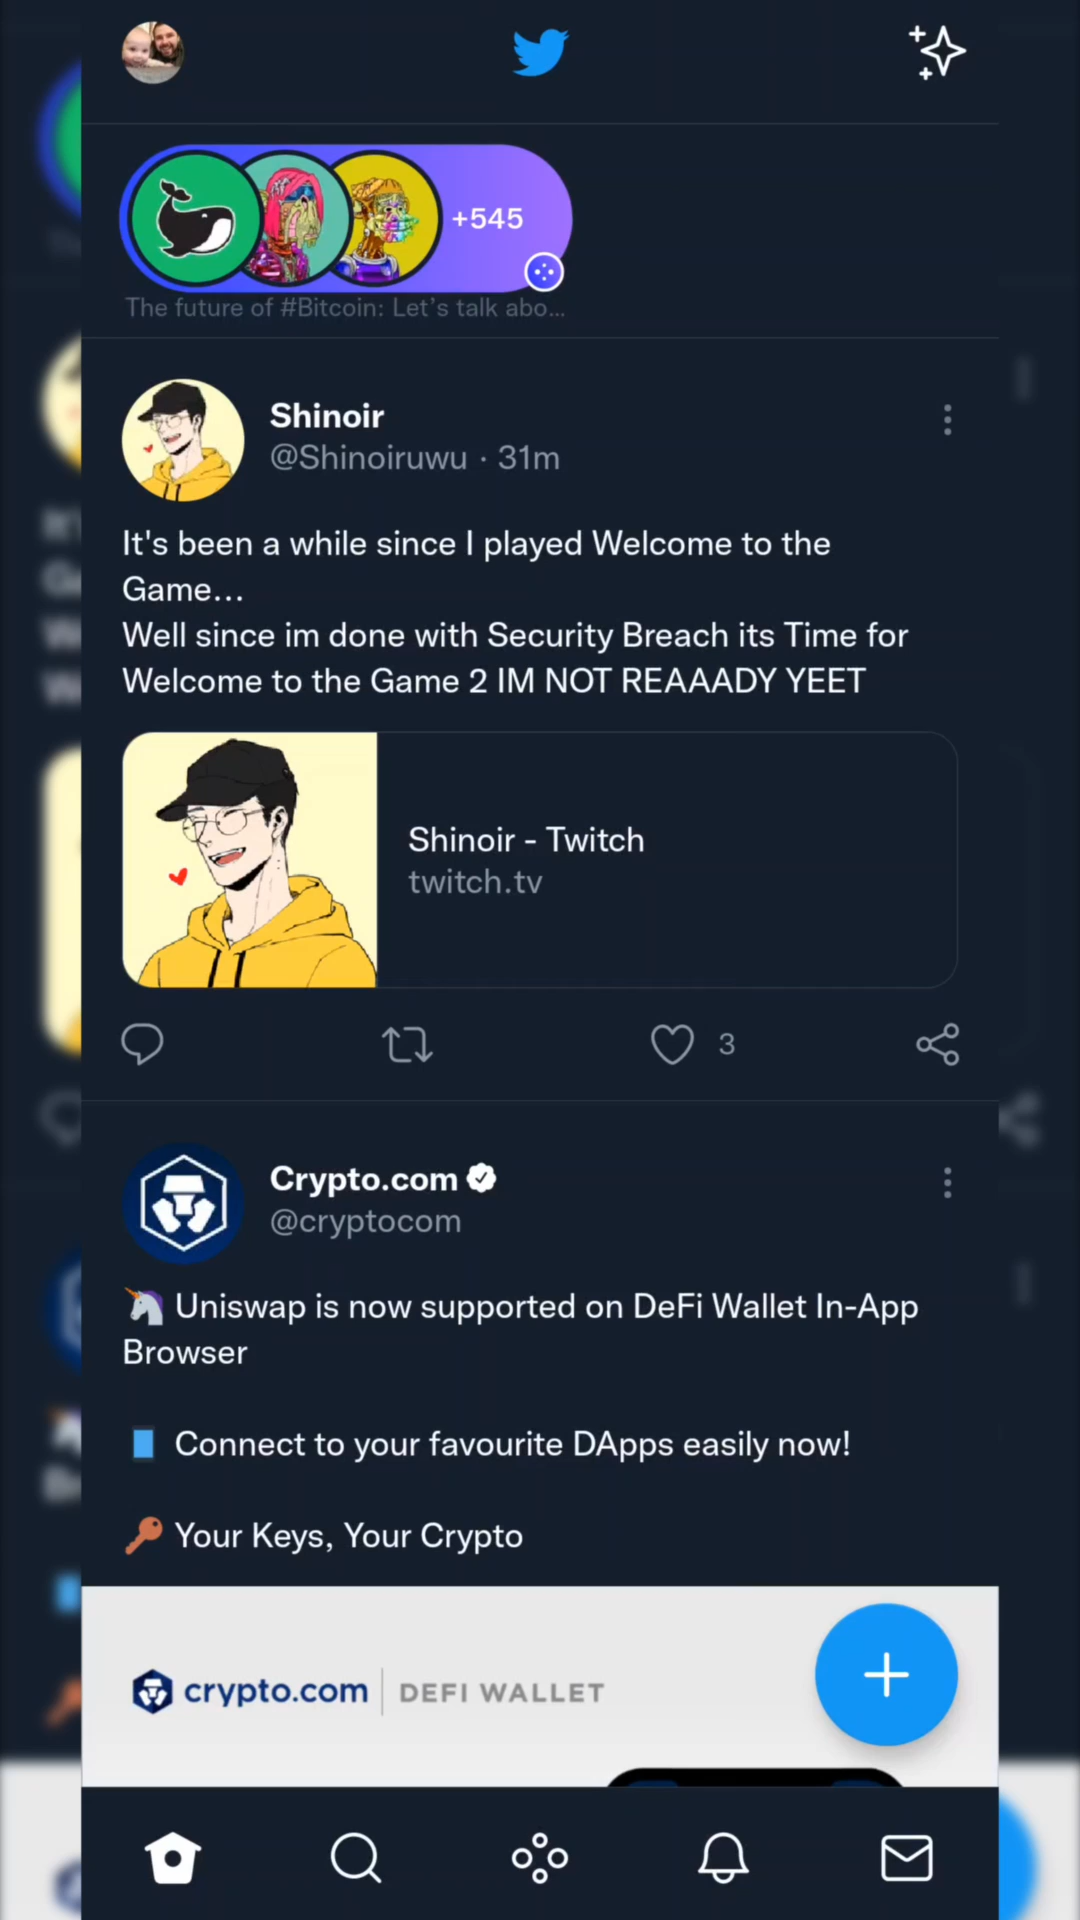 +545
The future of #Bitcoin: Let's talk abo...
Shinoir
@Shinoiruwu · 31m
It's been a while since I played Welcome to the
Game...
Well since im done with Security Breach its Time for
Welcome to the Game 2 IM NOT REAAADY YEET
Shinoir - Twitch
twitch.tv
3
Crypto.com
@cryptocom
🦄 Uniswap is now supported on DeFi Wallet In-App
Browser
📘 Connect to your favourite DApps easily now!
🔑 Your Keys, Your Crypto
crypto.com | DEFI WALLET